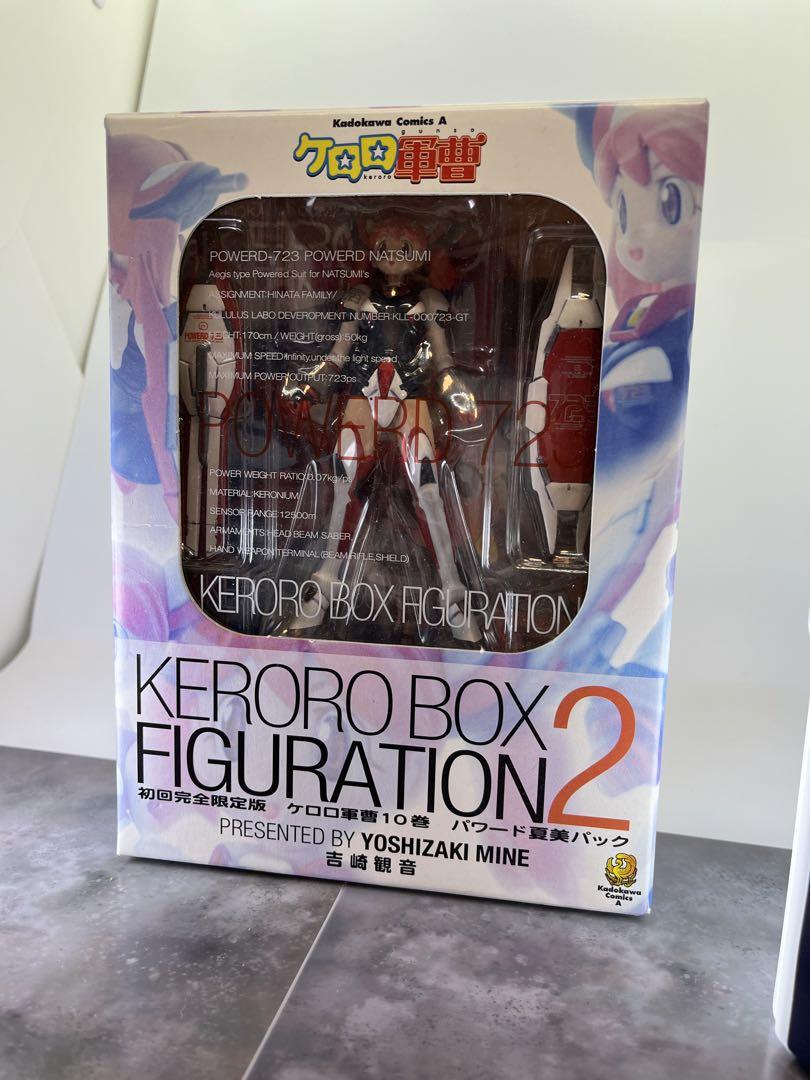 Kadokawa Comics A
gunso
ケロロ軍曹
keroro
POWERD-723 POWERD NATSUMI
Aegis type Powered Suit for NATSUMI's
ASSIGNMENT:HINATA FAMILY/
KULULUS LABO DEVEROPMENT NUMBER:KLL-000723-GT
HEIGHT:170cm / WEIGHT(gross):50kg
MAXIMUM SPEED:Infinity,under the light speed
MAXIMUM POWER OUTPUT:723ps
POWERD-723
POWER WEIGHT RATIO:0.07kg/ps
MATERIAL:KERONIUM
SENSOR RANGE:12500m
ARMAMENTS:HEAD BEAM SABER,
HAND WEAPON TERMINAL(BEAM RIFLE,SHIELD)
KERORO BOX FIGURATION
KERORO BOX
FIGURATION2
初回完全限定版 ケロロ軍曹10巻 パワード夏美パック
PRESENTED BY YOSHIZAKI MINE
吉崎観音
Kadokawa
Comics
A